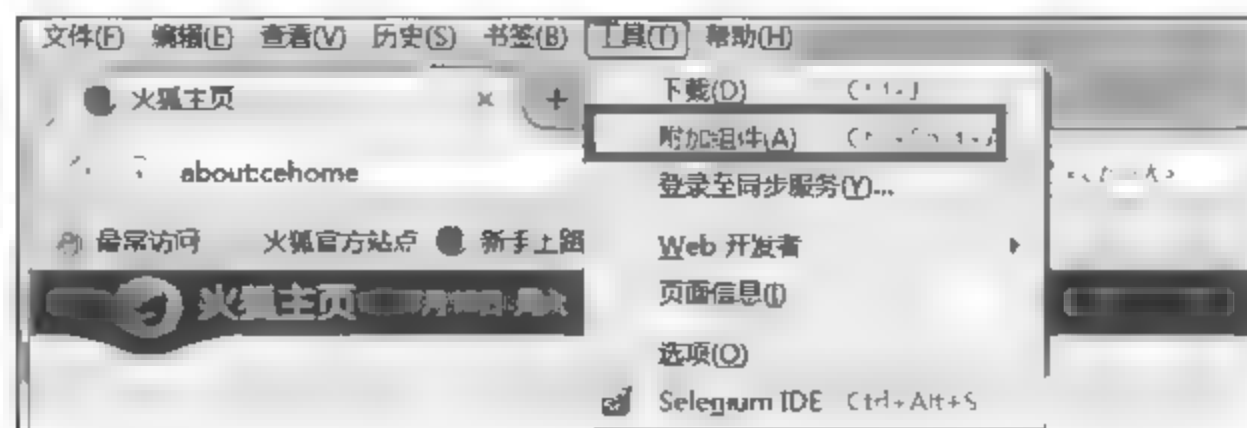 文件(F) 编辑(E) 查看(V) 历史(S) 书签(B) 工具(T) 帮助(H)
火狐主页 × +
下载(D)
附加组件(A)
about:cehome
登录至同步服务(Y)...
最常访问 火狐官方站点 新手上路
Web 开发者
火狐主页
页面信息(I)
选项(O)
Selenium IDE Ctrl+Alt+S